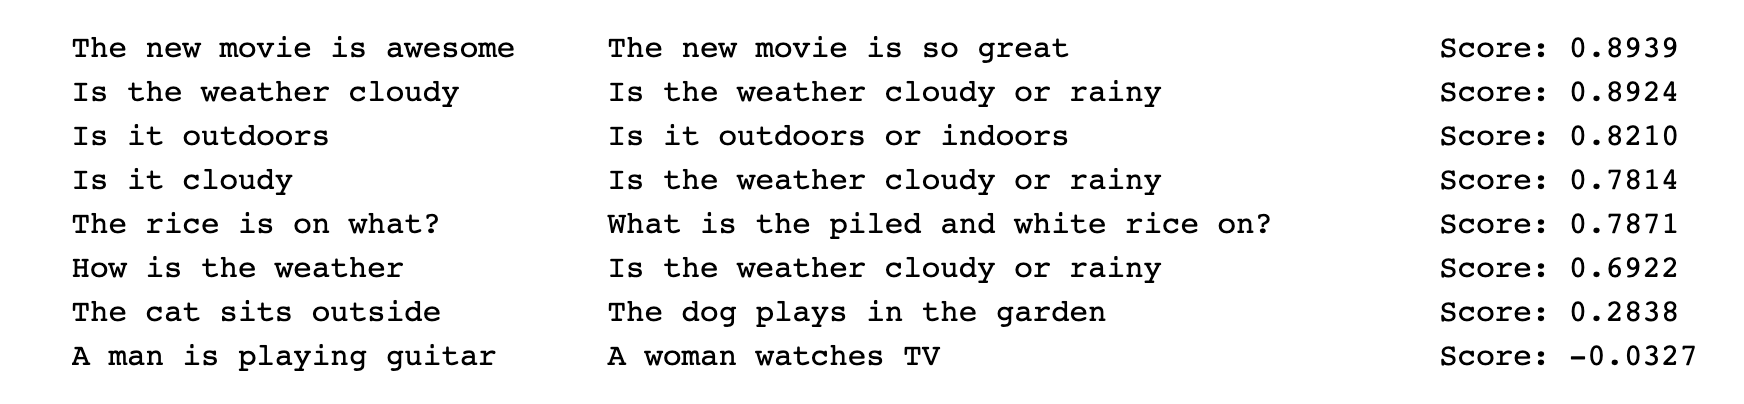 The new movie is awesome The new movie is so great Score: 0.8939
Is the weather cloudy Is the weather cloudy or rainy Score: 0.8924
Is it outdoors Is it outdoors or indoors Score: 0.8210
Is it cloudy Is the weather cloudy or rainy Score: 0.7814
The rice is on what? What is the piled and white rice on? Score: 0.7871
How is the weather Is the weather cloudy or rainy Score: 0.6922
The cat sits outside The dog plays in the garden Score: 0.2838
A man is playing guitar A woman watches TV Score: -0.0327